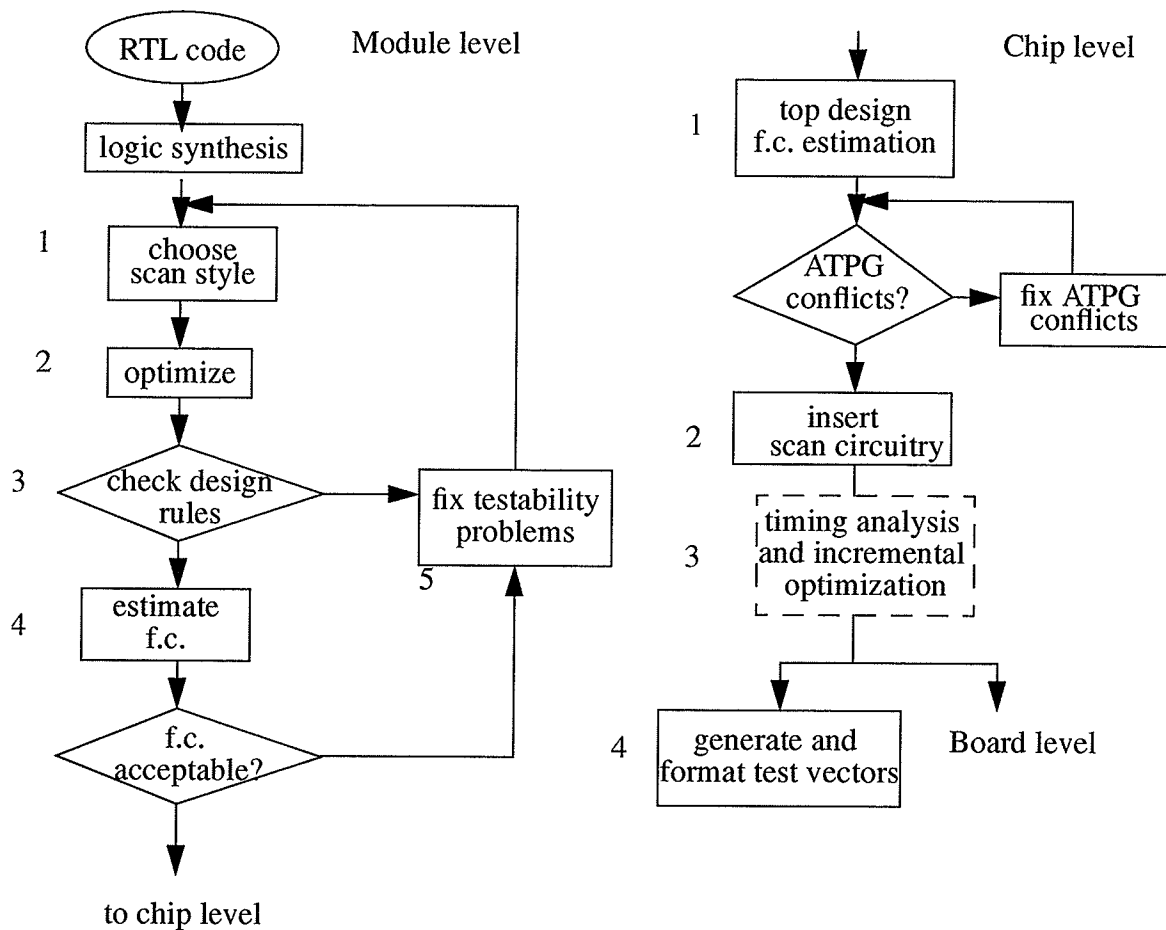 RTL code
Module level
logic synthesis
1
choose
scan style
2
optimize
3
check design
rules
fix testability
problems
5
4
estimate
f.c.
f.c.
acceptable?
to chip level
Chip level
1
top design
f.c. estimation
ATPG
conflicts?
fix ATPG
conflicts
2
insert
scan circuitry
3
timing analysis
and incremental
optimization
4
generate and
format test vectors
Board level